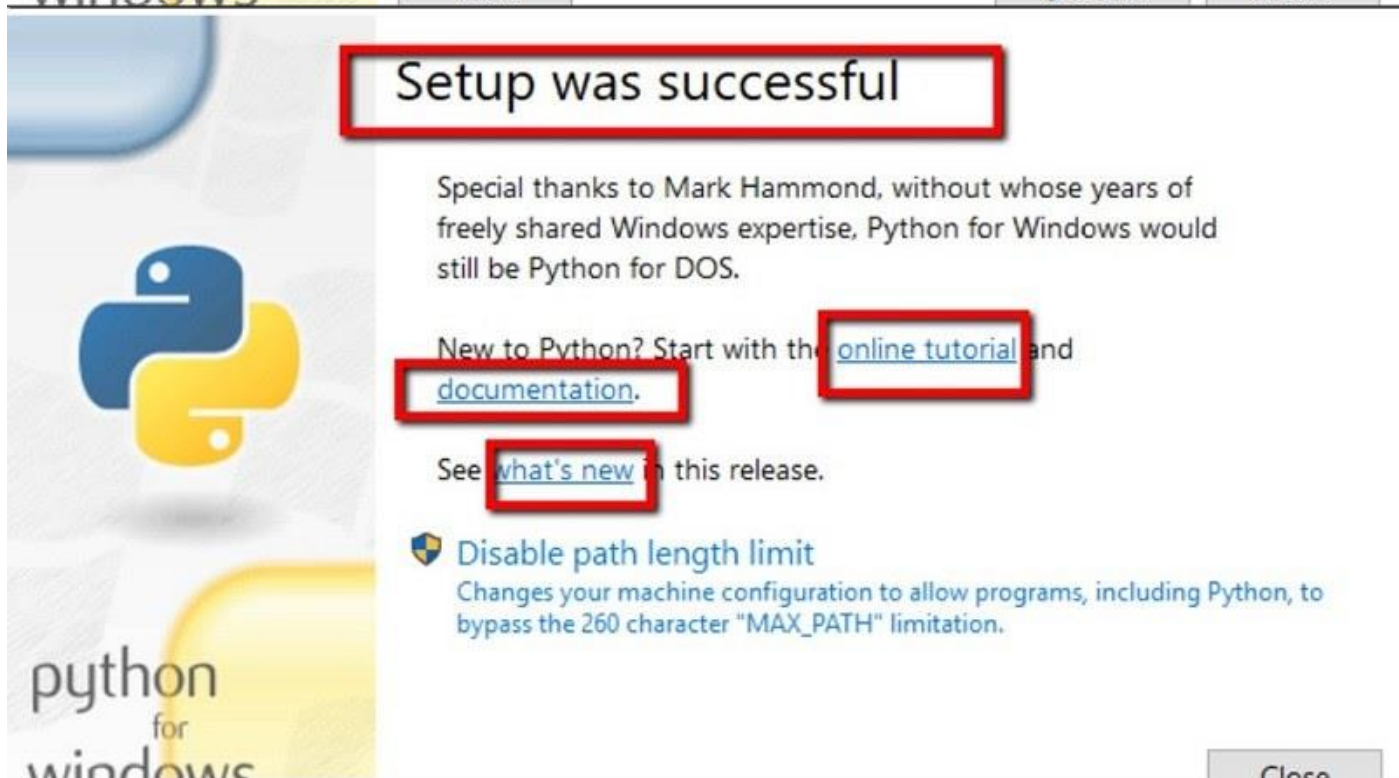 Setup was successful
Special thanks to Mark Hammond, without whose years of
freely shared Windows expertise, Python for Windows would
still be Python for DOS.
New to Python? Start with the online tutorial and
documentation.
See what's new in this release.
Disable path length limit
Changes your machine configuration to allow programs, including Python, to
bypass the 260 character "MAX_PATH" limitation.
python
for
windows
Close